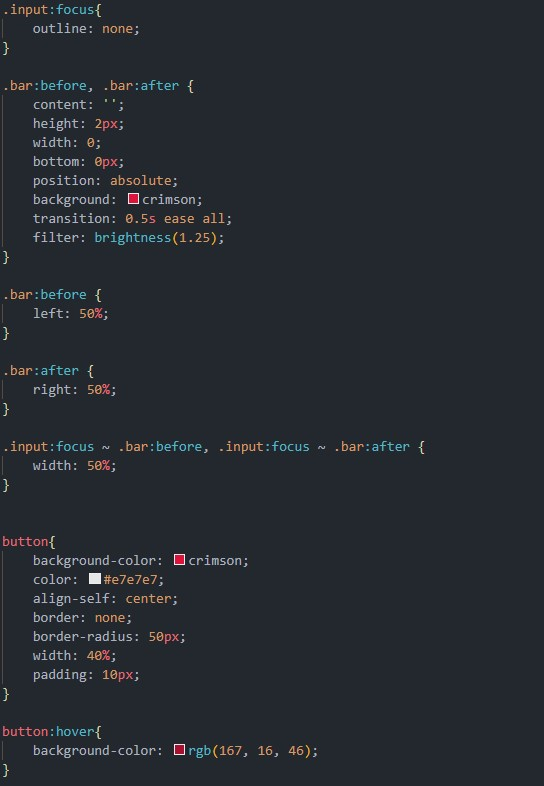 .input:focus{
    outline: none;
}

.bar:before, .bar:after {
    content: '';
    height: 2px;
    width: 0;
    bottom: 0px;
    position: absolute;
    background: crimson;
    transition: 0.5s ease all;
    filter: brightness(1.25);
}

.bar:before {
    left: 50%;
}

.bar:after {
    right: 50%;
}

.input:focus ~ .bar:before, .input:focus ~ .bar:after {
    width: 50%;
}


button{
    background-color: crimson;
    color: #e7e7e7;
    align-self: center;
    border: none;
    border-radius: 50px;
    width: 40%;
    padding: 10px;
}

button:hover{
    background-color: rgb(167, 16, 46);
}